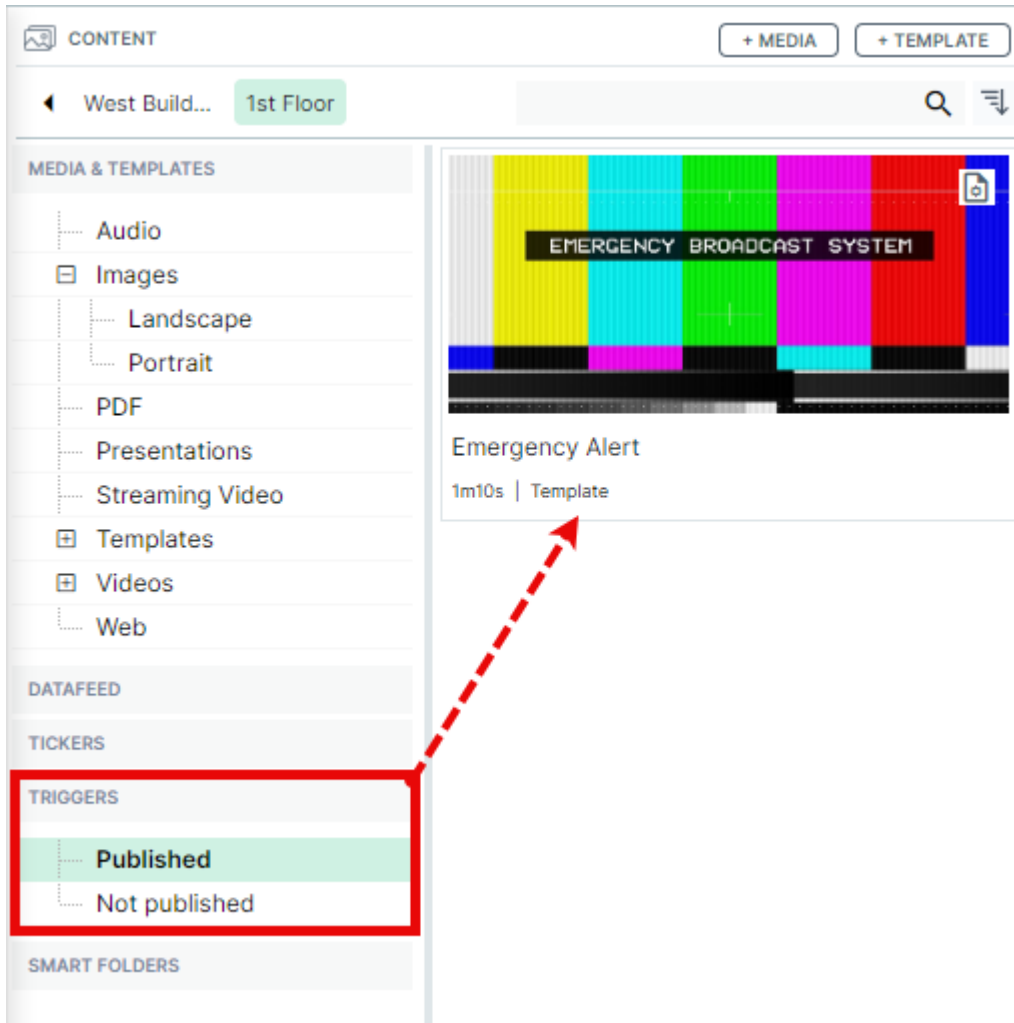 CONTENT
+ MEDIA
+ TEMPLATE
West Build...
1st Floor
MEDIA & TEMPLATES
Audio
Images
Landscape
Portrait
PDF
Presentations
Streaming Video
Templates
Videos
Web
DATAFEED
TICKERS
TRIGGERS
Published
Not published
SMART FOLDERS
EMERGENCY BROADCAST SYSTEM
Emergency Alert
1m10s | Template